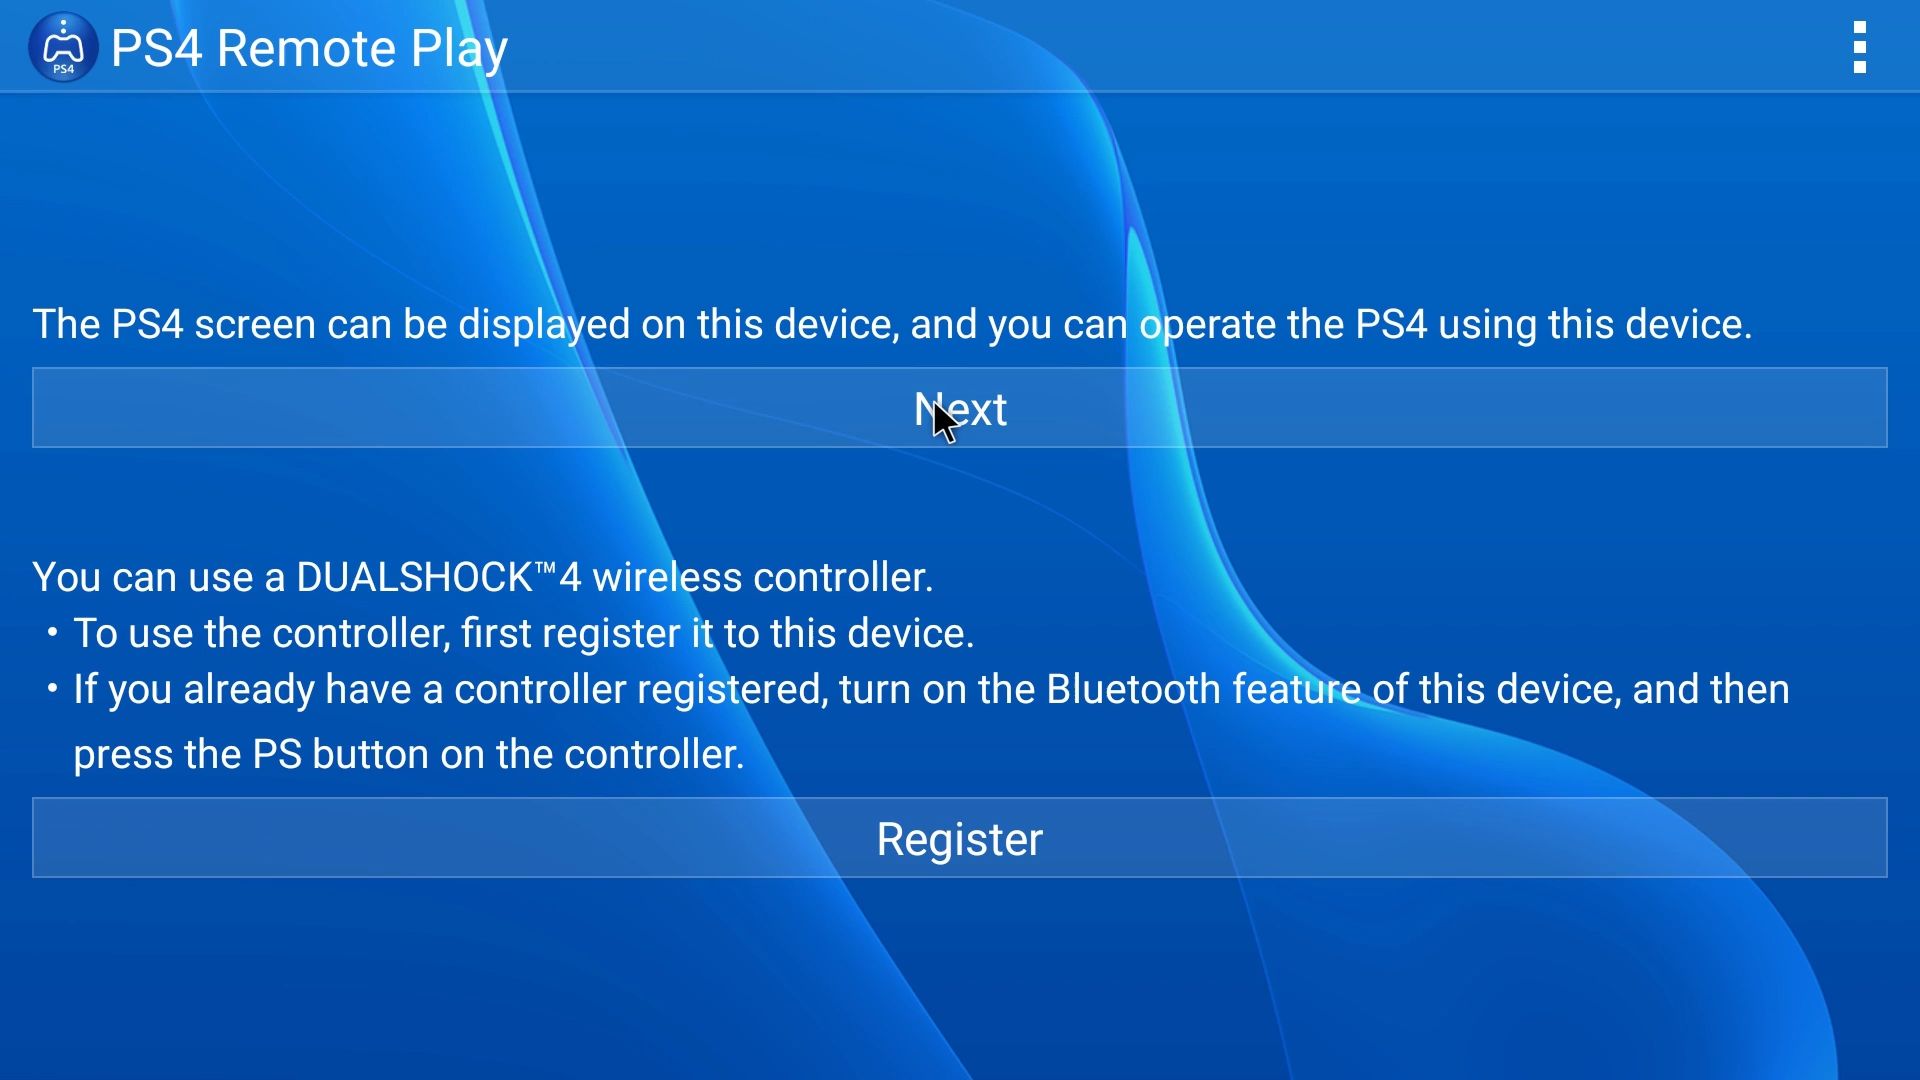 PS4 Remote Play
PS4
The PS4 screen can be displayed on this device, and you can operate the PS4 using this device.
Next
You can use a DUALSHOCK™4 wireless controller.
• To use the controller, first register it to this device.
• If you already have a controller registered, turn on the Bluetooth feature of this device, and then
press the PS button on the controller.
Register